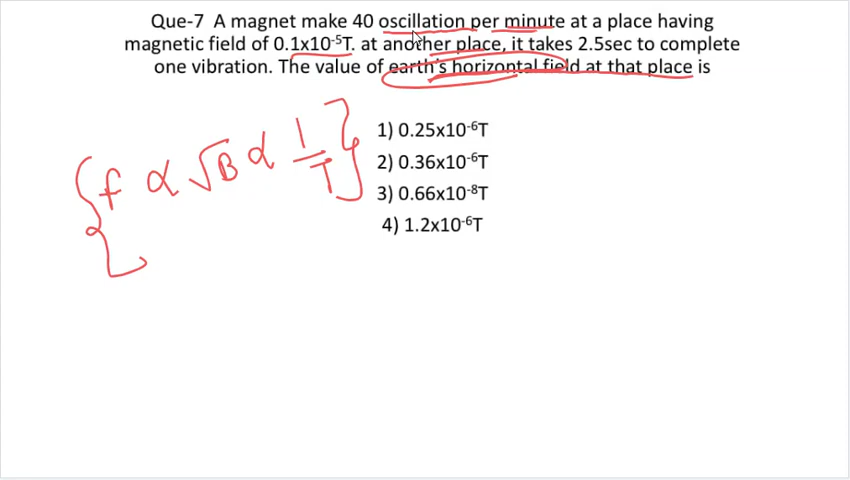 Que-7 A magnet make 40 oscillation per minute at a place having
magnetic field of 0.1x10⁻⁵T. at another place, it takes 2.5sec to complete
one vibration. The value of earth's horizontal field at that place is
1) 0.25x10⁻⁶T
2) 0.36x10⁻⁶T
3) 0.66x10⁻⁸T
4) 1.2x10⁻⁶T
f ∝ √B ∝ 1/T